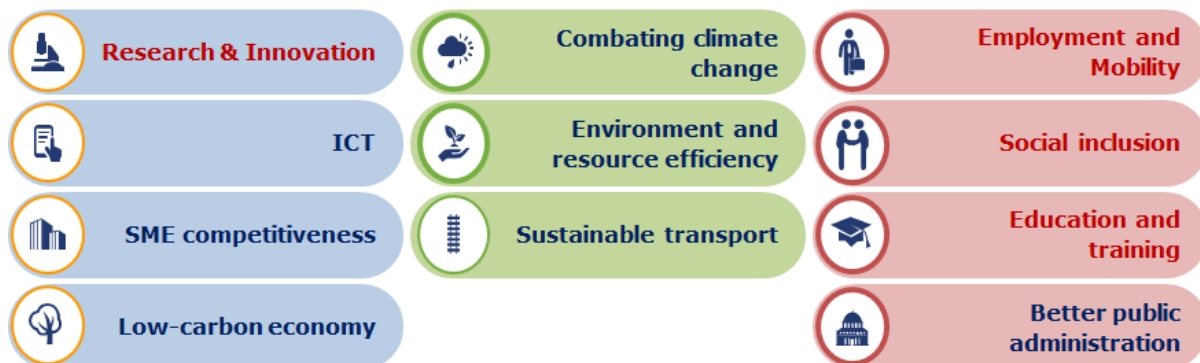 Research & Innovation
ICT
SME competitiveness
Low-carbon economy
Combating climate
change
Environment and
resource efficiency
Sustainable transport
Employment and
Mobility
Social inclusion
Education and
training
Better public
administration